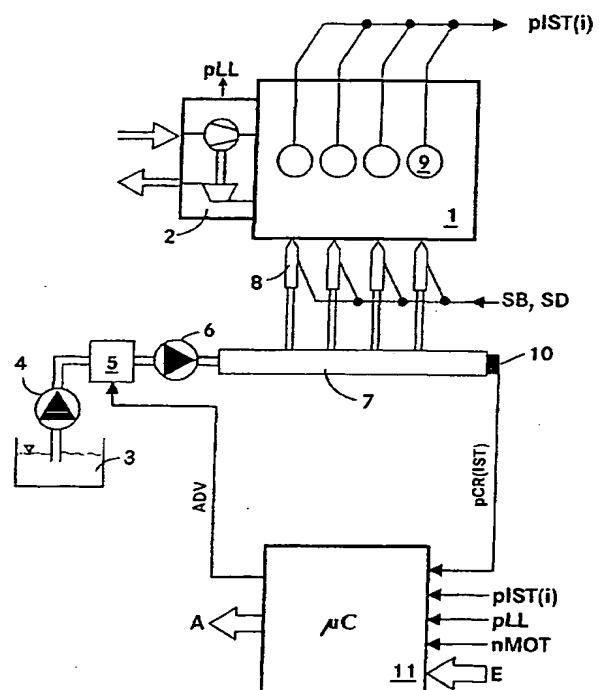 pIST(i)
pLL
9
1
2
8
SB, SD
6
5
4
10
7
3
ADV
pCR(IST)
µC
A
pIST(i)
pLL
nMOT
11
E